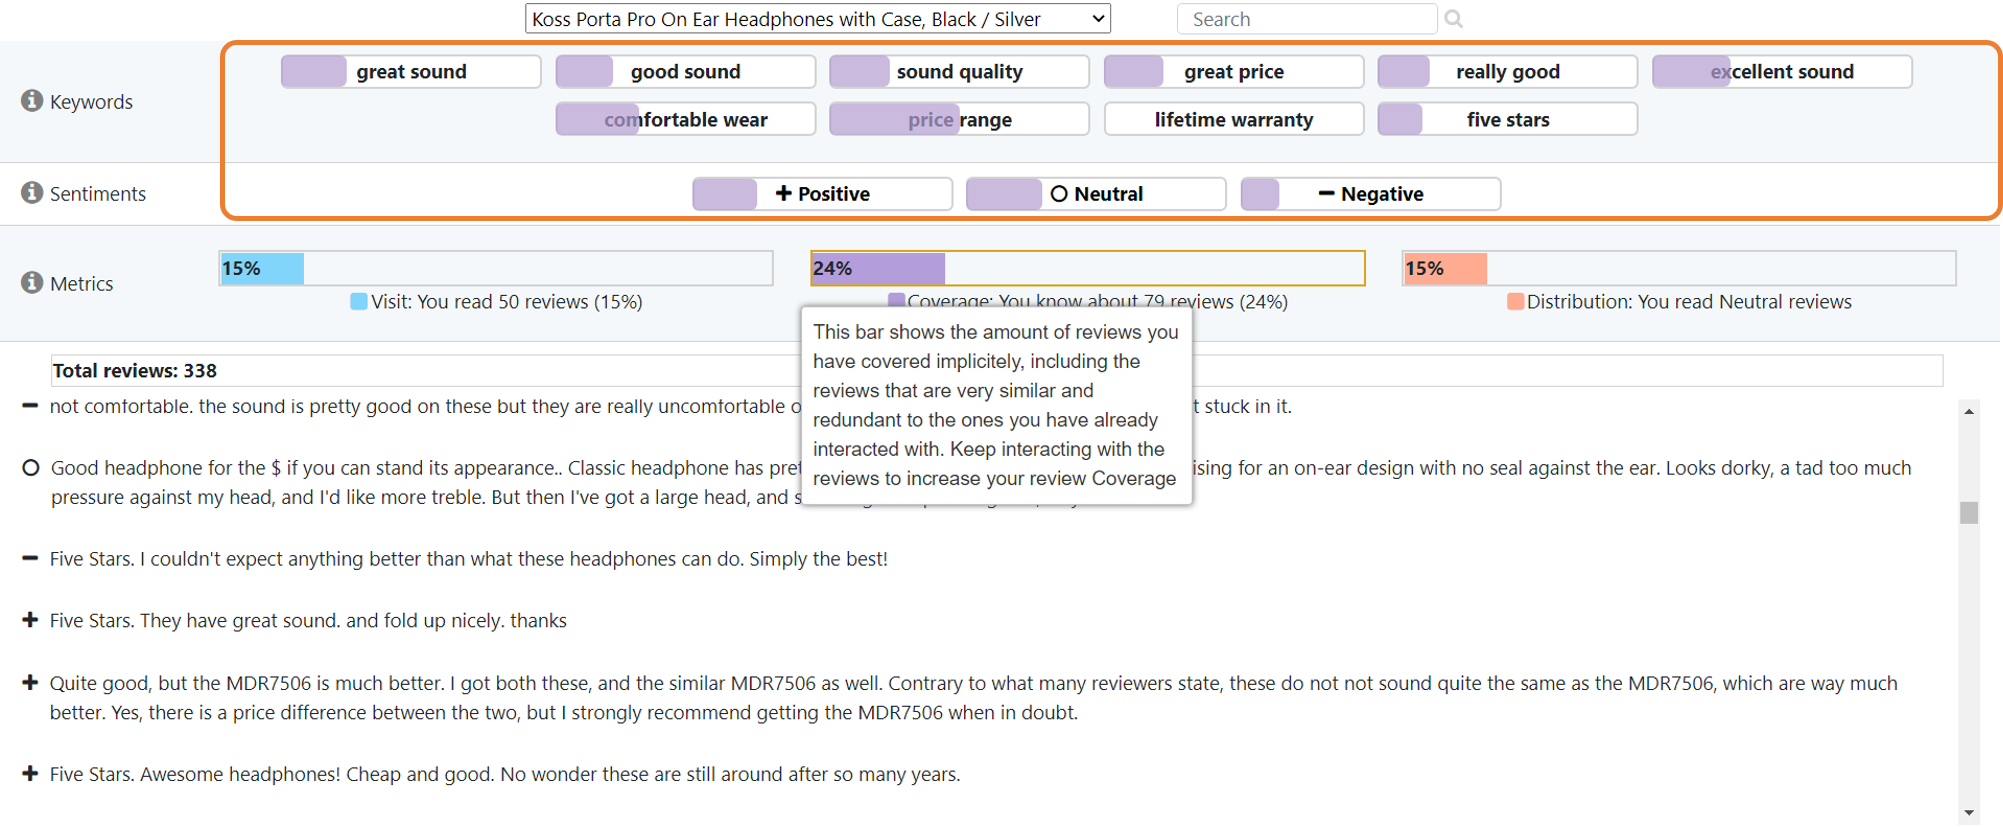 Koss Porta Pro On Ear Headphones with Case, Black / Silver
Search
Keywords
great sound
good sound
sound quality
great price
really good
excellent sound
comfortable wear
price range
lifetime warranty
five stars
Sentiments
Positive
Neutral
Negative
Metrics
15%
24%
15%
Visit: You read 50 reviews (15%)
Coverage: You know about 79 reviews (24%)
Distribution: You read Neutral reviews
This bar shows the amount of reviews you
have covered implicitely, including the
reviews that are very similar and
redundant to the ones you have already
interacted with. Keep interacting with the
reviews to increase your review Coverage
Total reviews: 338
not comfortable. the sound is pretty good on these but they are really uncomfortable t stuck in it.
Good headphone for the $ if you can stand its appearance.. Classic headphone has ising for an on-ear design with no seal against the ear. Looks dorky, a tad too much
pressure against my head, and I'd like more treble. But then I've got a large head, and
Five Stars. I couldn't expect anything better than what these headphones can do. Simply the best!
Five Stars. They have great sound. and fold up nicely. thanks
Quite good, but the MDR7506 is much better. I got both these, and the similar MDR7506 as well. Contrary to what many reviewers state, these do not not sound quite the same as the MDR7506, which are way much
better. Yes, there is a price difference between the two, but I strongly recommend getting the MDR7506 when in doubt.
Five Stars. Awesome headphones! Cheap and good. No wonder these are still around after so many years.